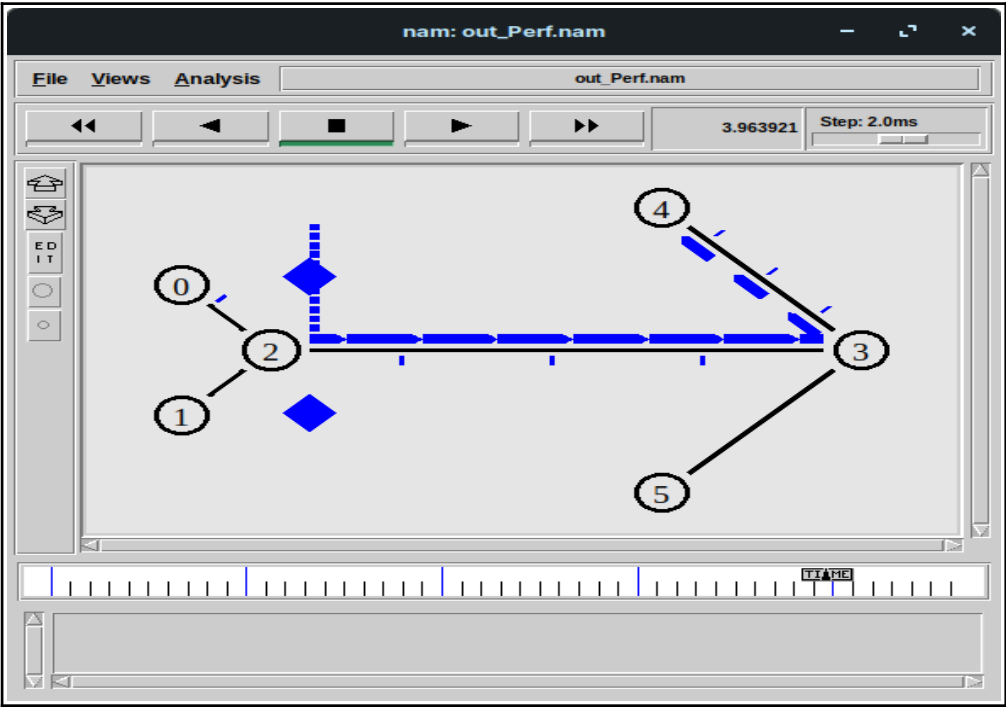 nam: out_Perf.nam
File Views Analysis out_Perf.nam
3.963921 Step: 2.0ms
E D
I T
4
0
2
3
1
5
TIME